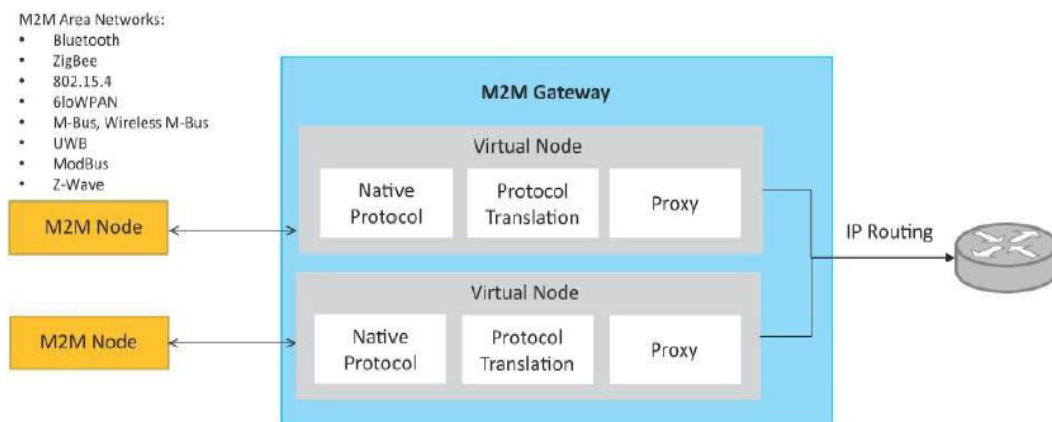 M2M Area Networks:
• Bluetooth
• ZigBee
• 802.15.4
• 6loWPAN
• M-Bus, Wireless M-Bus
• UWB
• ModBus
• Z-Wave
M2M Gateway
Virtual Node
Native
Protocol
Protocol
Translation
Proxy
M2M Node
IP Routing
Virtual Node
Native
Protocol
Protocol
Translation
Proxy
M2M Node